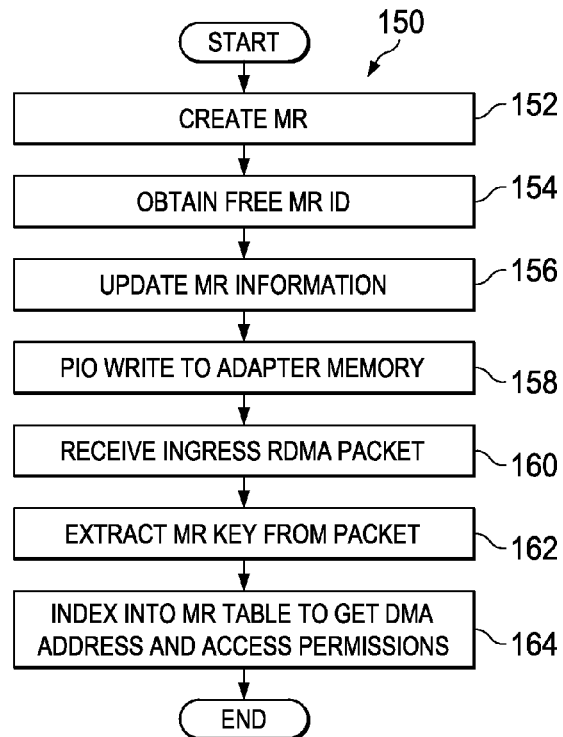 START
150
CREATE MR
152
OBTAIN FREE MR ID
154
UPDATE MR INFORMATION
156
PIO WRITE TO ADAPTER MEMORY
158
RECEIVE INGRESS RDMA PACKET
160
EXTRACT MR KEY FROM PACKET
162
INDEX INTO MR TABLE TO GET DMA
ADDRESS AND ACCESS PERMISSIONS
164
END